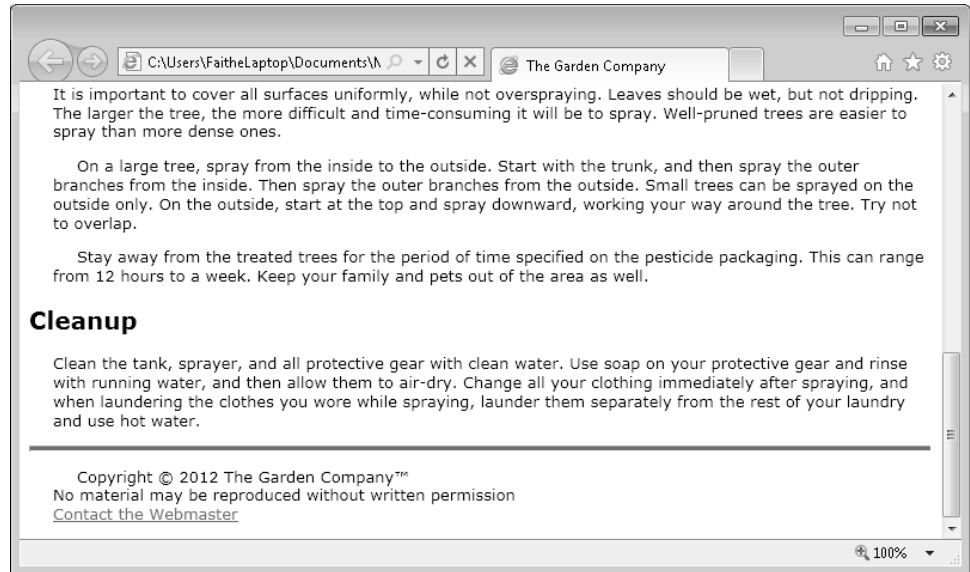 C:\Users\FaitheLaptop\Documents\M
The Garden Company
It is important to cover all surfaces uniformly, while not overspraying. Leaves should be wet, but not dripping.
The larger the tree, the more difficult and time-consuming it will be to spray. Well-pruned trees are easier to
spray than more dense ones.
On a large tree, spray from the inside to the outside. Start with the trunk, and then spray the outer
branches from the inside. Then spray the outer branches from the outside. Small trees can be sprayed on the
outside only. On the outside, start at the top and spray downward, working your way around the tree. Try not
to overlap.
Stay away from the treated trees for the period of time specified on the pesticide packaging. This can range
from 12 hours to a week. Keep your family and pets out of the area as well.
Cleanup
Clean the tank, sprayer, and all protective gear with clean water. Use soap on your protective gear and rinse
with running water, and then allow them to air-dry. Change all your clothing immediately after spraying, and
when laundering the clothes you wore while spraying, launder them separately from the rest of your laundry
and use hot water.
Copyright © 2012 The Garden Company™
No material may be reproduced without written permission
Contact the Webmaster
100%